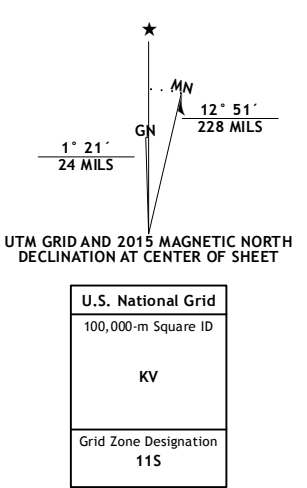 ★
MN
GN
12° 51´
228 MILS
1° 21´
24 MILS
UTM GRID AND 2015 MAGNETIC NORTH
DECLINATION AT CENTER OF SHEET
U.S. National Grid
100,000-m Square ID
KV
Grid Zone Designation
11S